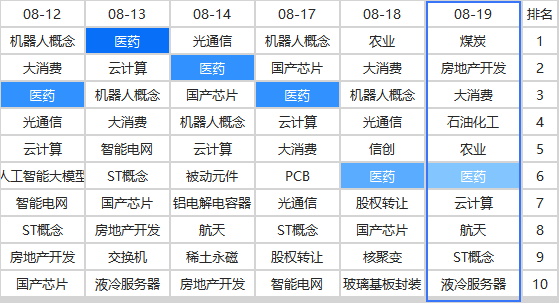 08-12 08-13 08-14 08-17 08-18 08-19 排名
机器人概念 医药 光通信 机器人概念 农业 煤炭 1
大消费 云计算 医药 国产芯片 大消费 房地产开发 2
医药 机器人概念 国产芯片 医药 机器人概念 大消费 3
光通信 大消费 机器人概念 云计算 光通信 石油化工 4
云计算 智能电网 云计算 大消费 信创 农业 5
人工智能大模型 ST概念 被动元件 PCB 医药 医药 6
智能电网 国产芯片 铝电解电容器 光通信 股权转让 云计算 7
ST概念 房地产开发 航天 ST概念 国产芯片 航天 8
房地产开发 交换机 稀土永磁 股权转让 核聚变 ST概念 9
国产芯片 液冷服务器 房地产开发 智能电网 玻璃基板封装 液冷服务器 10